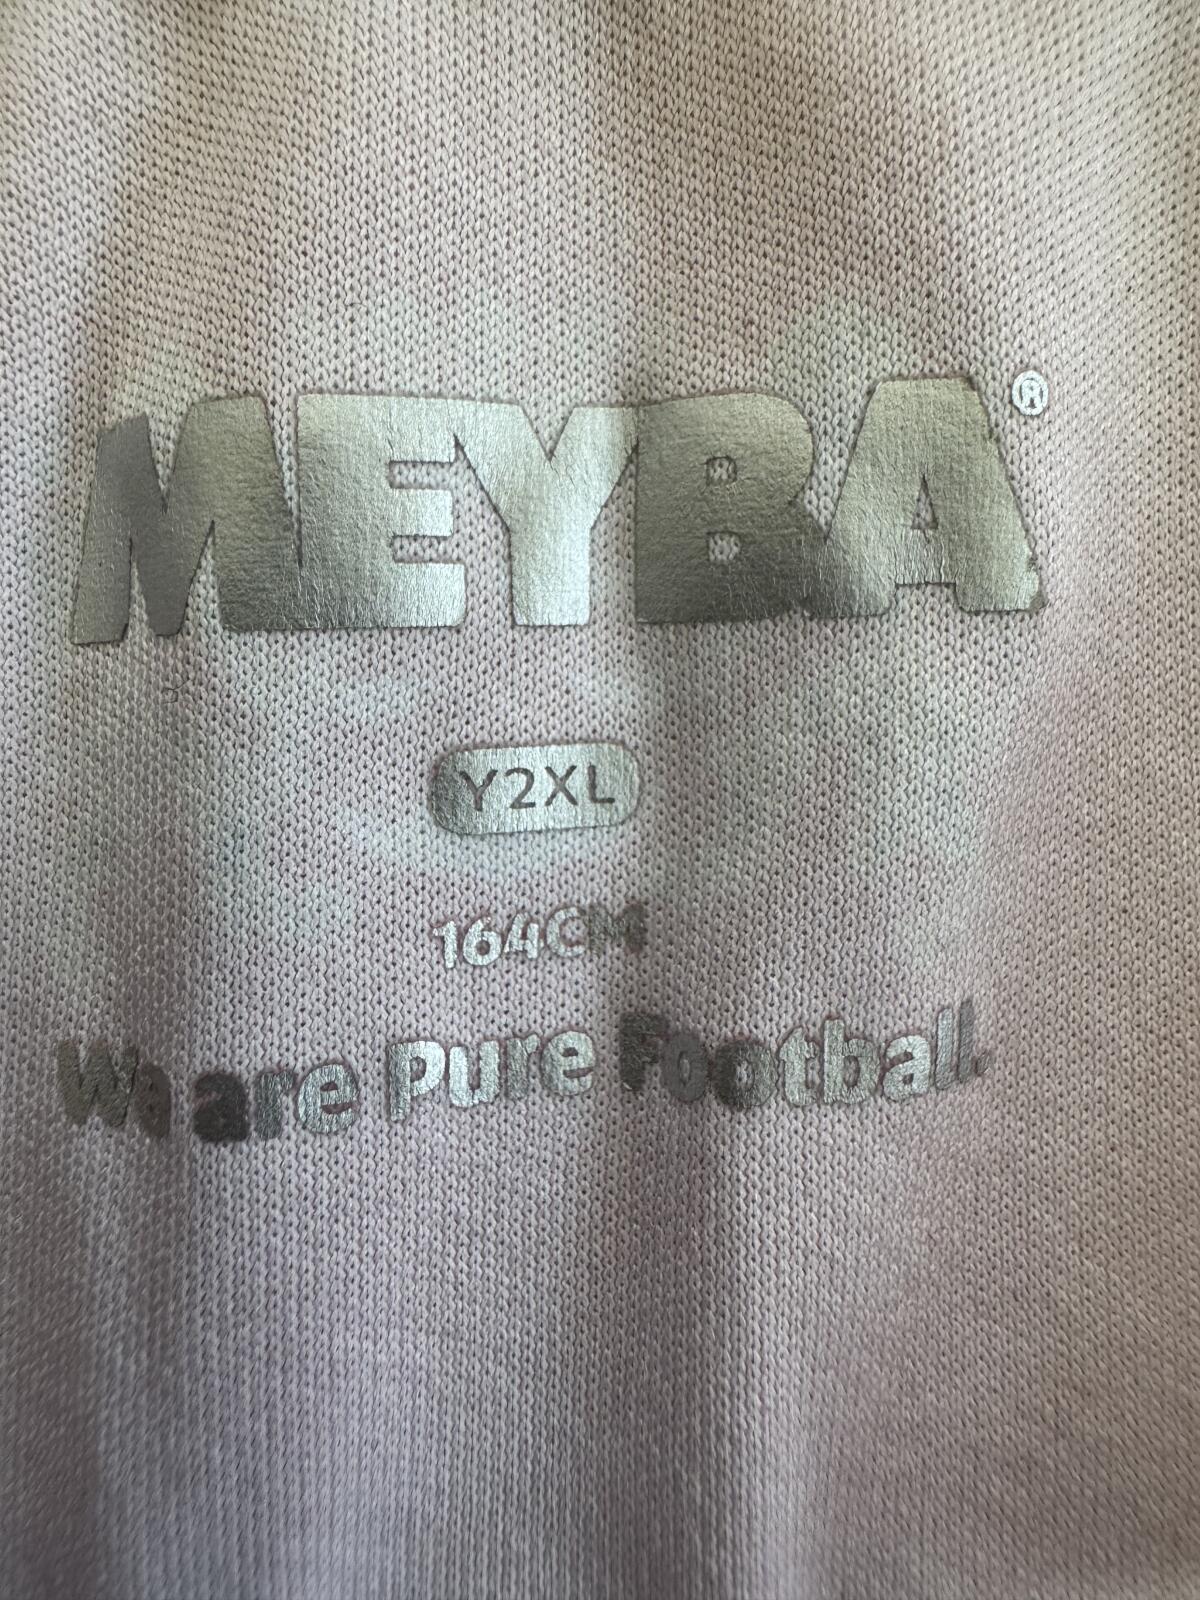 MEYBA®
Y2XL
164CM
We are Pure Football.